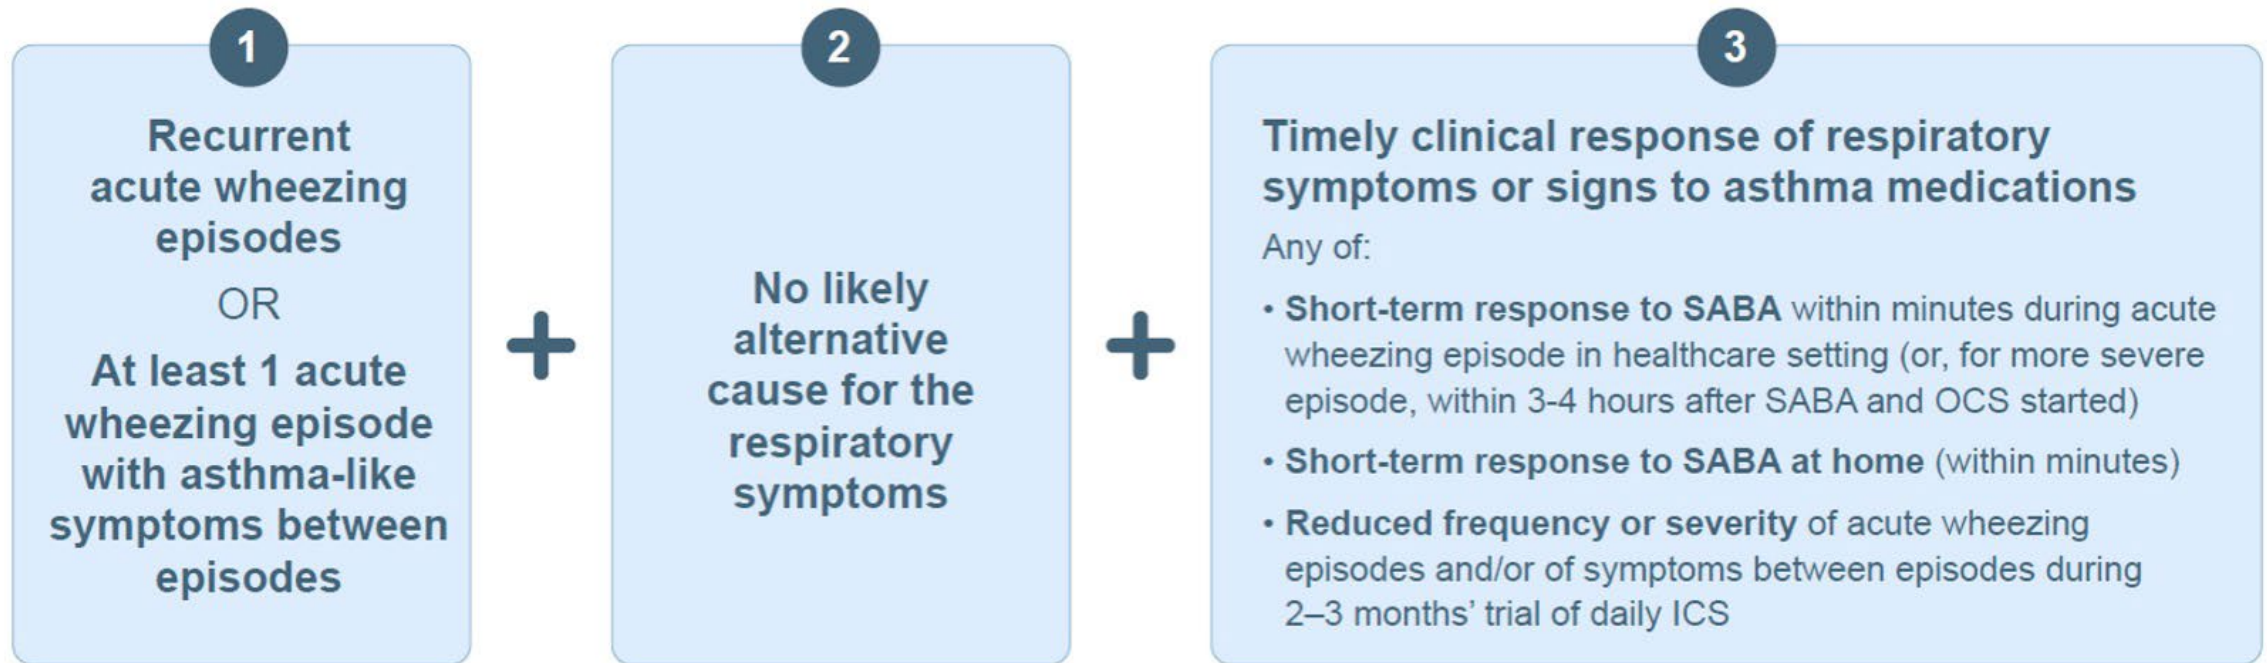 1
Recurrent
acute wheezing
episodes
OR
At least 1 acute
wheezing episode
with asthma-like
symptoms between
episodes
+
2
No likely
alternative
cause for the
respiratory
symptoms
+
3
Timely clinical response of respiratory
symptoms or signs to asthma medications
Any of:
• Short-term response to SABA within minutes during acute
wheezing episode in healthcare setting (or, for more severe
episode, within 3-4 hours after SABA and OCS started)
• Short-term response to SABA at home (within minutes)
• Reduced frequency or severity of acute wheezing
episodes and/or of symptoms between episodes during
2–3 months’ trial of daily ICS